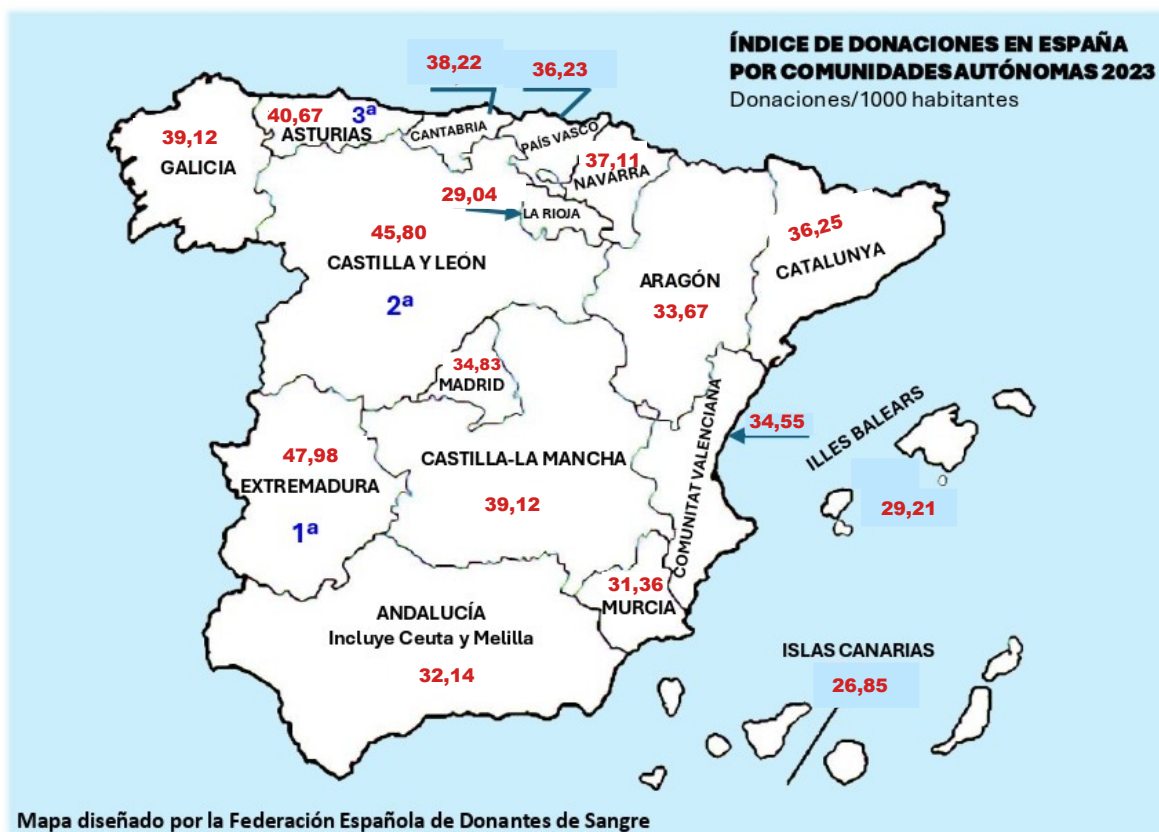 ÍNDICE DE DONACIONES EN ESPAÑA
POR COMUNIDADES AUTÓNOMAS 2023
Donaciones/1000 habitantes
38,22
36,23
40,67
3ª
ASTURIAS
CANTABRIA
PAÍS VASCO
39,12
GALICIA
37,11
NAVARRA
29,04
LA RIOJA
45,80
CASTILLA Y LEÓN
2ª
36,25
CATALUNYA
ARAGÓN
33,67
34,83
MADRID
COMUNITAT VALENCIANA
34,55
ILLES BALEARS
29,21
47,98
EXTREMADURA
1ª
CASTILLA-LA MANCHA
39,12
31,36
MURCIA
ANDALUCÍA
Incluye Ceuta y Melilla
32,14
ISLAS CANARIAS
26,85
Mapa diseñado por la Federación Española de Donantes de Sangre